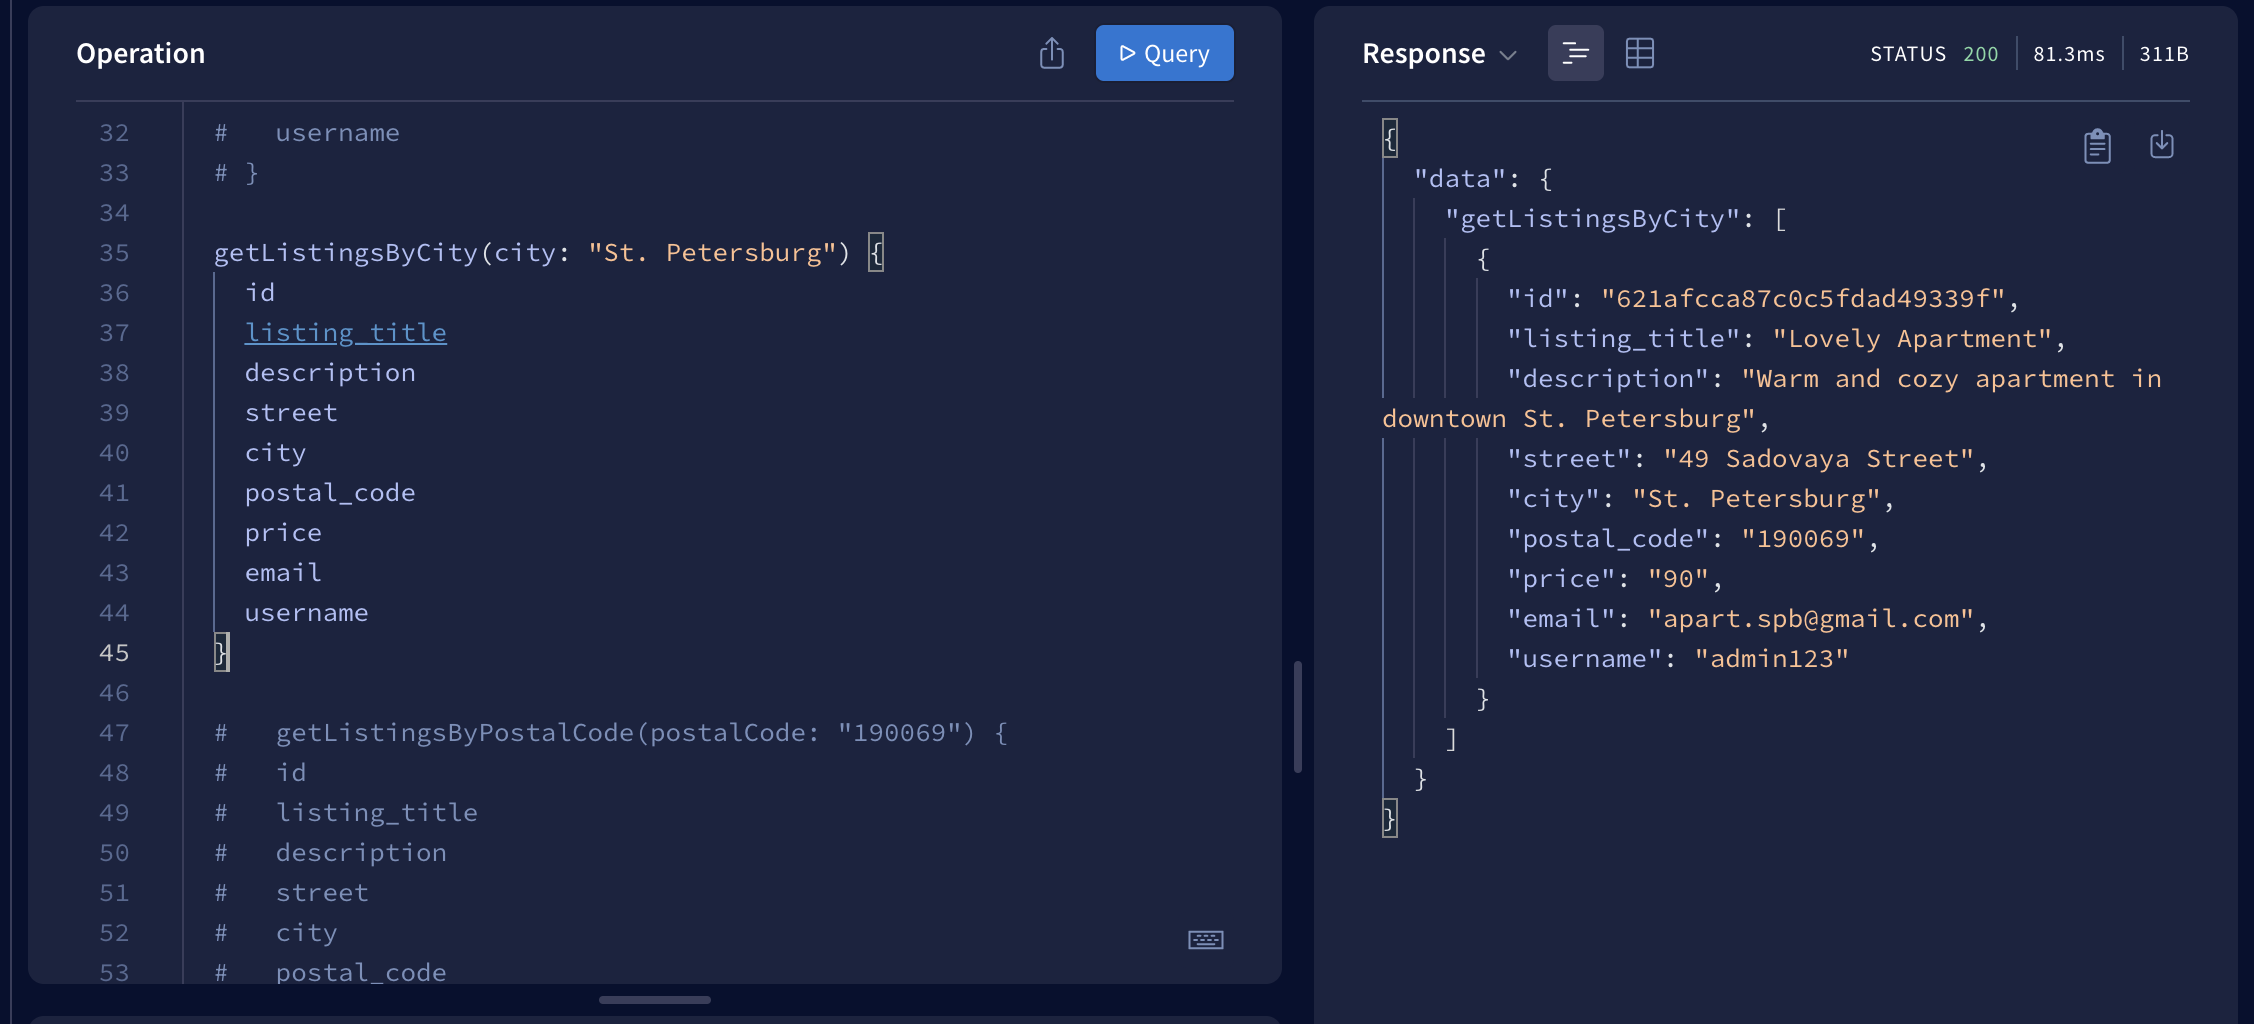 Operation
Query
32 #   username
33 # }
34
35 getListingsByCity(city: "St. Petersburg") {
36   id
37   listing_title
38   description
39   street
40   city
41   postal_code
42   price
43   email
44   username
45 }
46
47 #   getListingsByPostalCode(postalCode: "190069") {
48 #   id
49 #   listing_title
50 #   description
51 #   street
52 #   city
53 #   postal_code
Response
STATUS 200 81.3ms 311B
{
  "data": {
    "getListingsByCity": [
      {
        "id": "621afcca87c0c5fdad49339f",
        "listing_title": "Lovely Apartment",
        "description": "Warm and cozy apartment in
downtown St. Petersburg",
        "street": "49 Sadovaya Street",
        "city": "St. Petersburg",
        "postal_code": "190069",
        "price": "90",
        "email": "apart.spb@gmail.com",
        "username": "admin123"
      }
    ]
  }
}